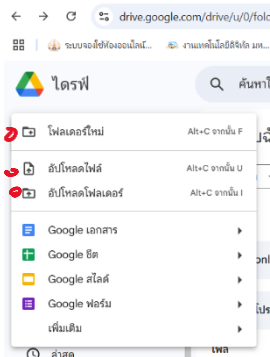 drive.google.com/drive/u/0/fold
ระบบจองใช้ห้องออนไลน์...
งานเทคโนโลยีดิจิทัล มห...
ไดรฟ์
ค้นหาใ
โฟลเดอร์ใหม่
Alt+C จากนั้น F
อัปโหลดไฟล์
Alt+C จากนั้น U
อัปโหลดโฟลเดอร์
Alt+C จากนั้น I
Google เอกสาร
Google ชีต
Google สไลด์
Google ฟอร์ม
เพิ่มเติม
ล่าสุด